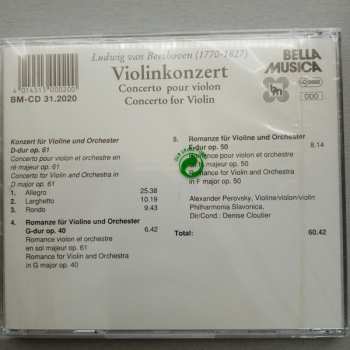 Ludwig van Beethoven (1770-1827)
Violinkonzert
Concerto pour violon
Concerto for Violin
BELLA
MUSICA
DDD
4 014513 000200
BM-CD 31.2020
Konzert für Violine und Orchester
D-dur op. 61
Concerto pour violon et orchestre en
ré majeur op. 61
Concerto for Violin and Orchestra in
D major op. 61
1. Allegro 25.38
2. Larghetto 10.19
3. Rondo 9.43
4. Romanze für Violine und Orchester
G-dur op. 40 6.42
Romance violon et orchestre
en sol majeur op. 61
Romance for Violin and Orchestra
in G major op. 40
5. Romanze für Violine und Orchester
F-dur op. 50 8.14
Romance pour violon et orchestre
majeur op. 50
Romance for Violin and Orchestra
in F major op. 50
Alexander Perovsky, Violine/violon/violin
Philharmonia Slavonica,
Dir/Cond.: Denise Cloutier
Total: 60.42